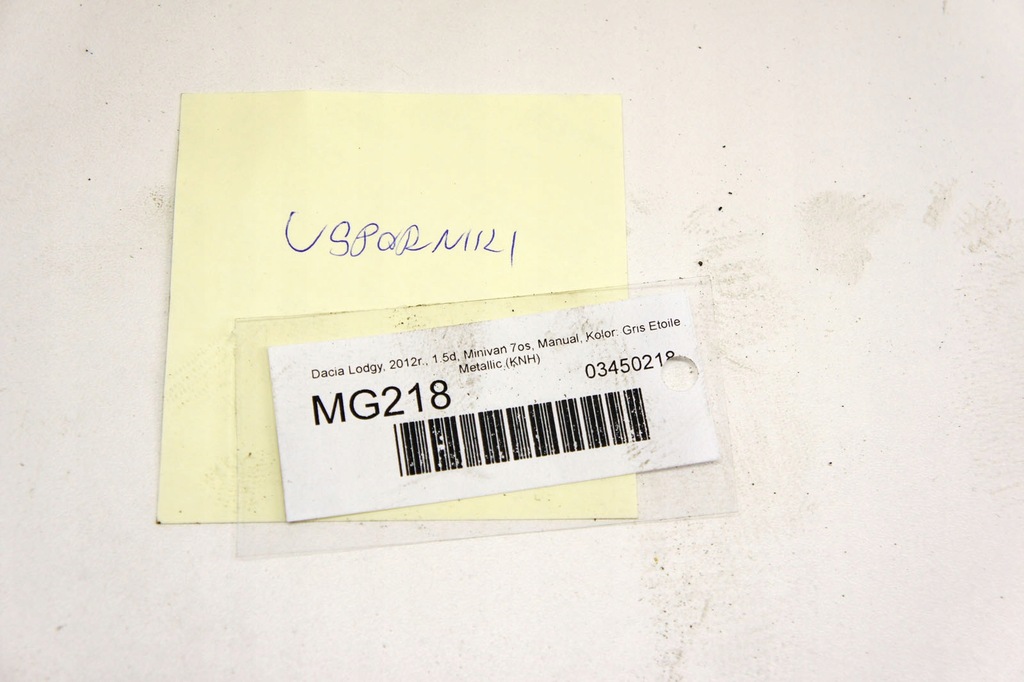 USPORNIKI
Dacia Lodgy, 2012r., 1.5d, Minivan 7os, Manual, Kolor: Gris Etoile
Metallic (KNH)
MG218
03450218